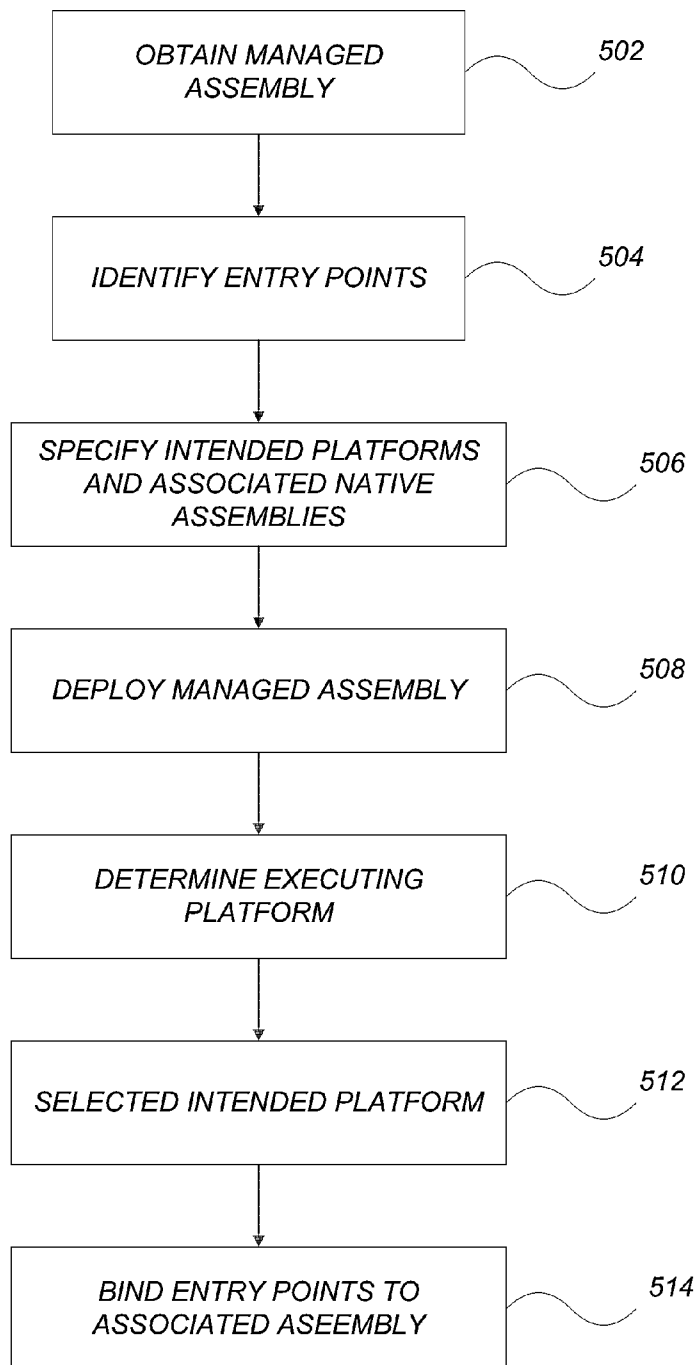 OBTAIN MANAGED
ASSEMBLY
502
IDENTIFY ENTRY POINTS
504
SPECIFY INTENDED PLATFORMS
AND ASSOCIATED NATIVE
ASSEMBLIES
506
DEPLOY MANAGED ASSEMBLY
508
DETERMINE EXECUTING
PLATFORM
510
SELECTED INTENDED PLATFORM
512
BIND ENTRY POINTS TO
ASSOCIATED ASEEMBLY
514